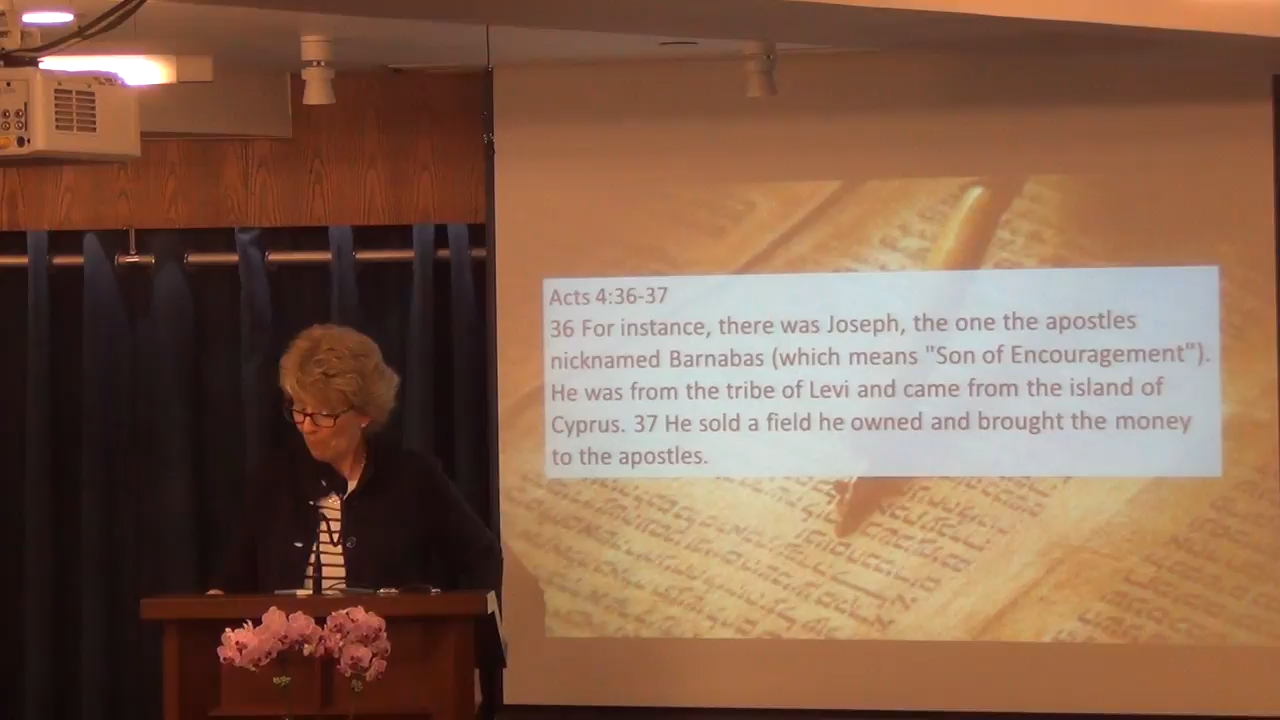 Acts 4:36-37
36 For instance, there was Joseph, the one the apostles
nicknamed Barnabas (which means "Son of Encouragement").
He was from the tribe of Levi and came from the island of
Cyprus. 37 He sold a field he owned and brought the money
to the apostles.